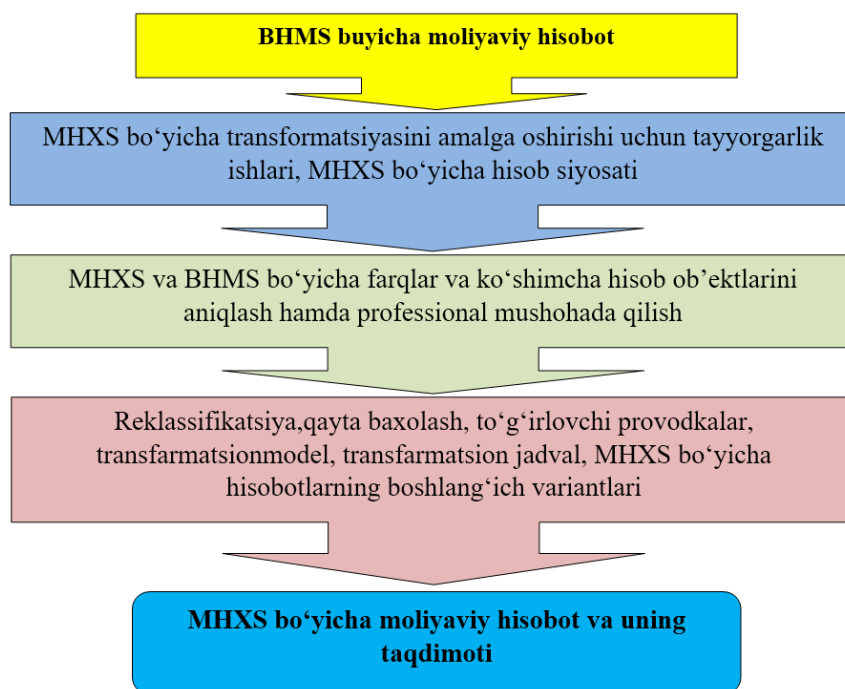 BHMS buyicha moliyaviy hisobot
MHXS bo‘yicha transformatsiyasini amalga oshirishi uchun tayyorgarlik
ishlari, MHXS bo‘yicha hisob siyosati
MHXS va BHMS bo‘yicha farqlar va ko‘shimcha hisob ob’ektlarini
aniqlash hamda professional mushohada qilish
Reklassifikatsiya,qayta baxolash, to‘g‘irlovchi provodkalar,
transfarmatsionmodel, transfarmatsion jadval, MHXS bo‘yicha
hisobotlarning boshlang‘ich variantlari
MHXS bo‘yicha moliyaviy hisobot va uning
taqdimoti